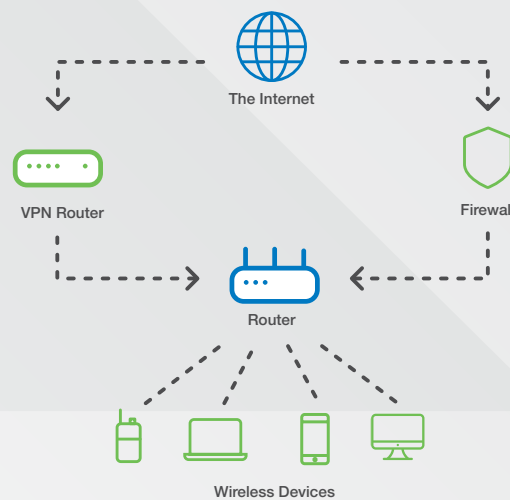 The Internet
VPN Router
Firewal
Router
Wireless Devices